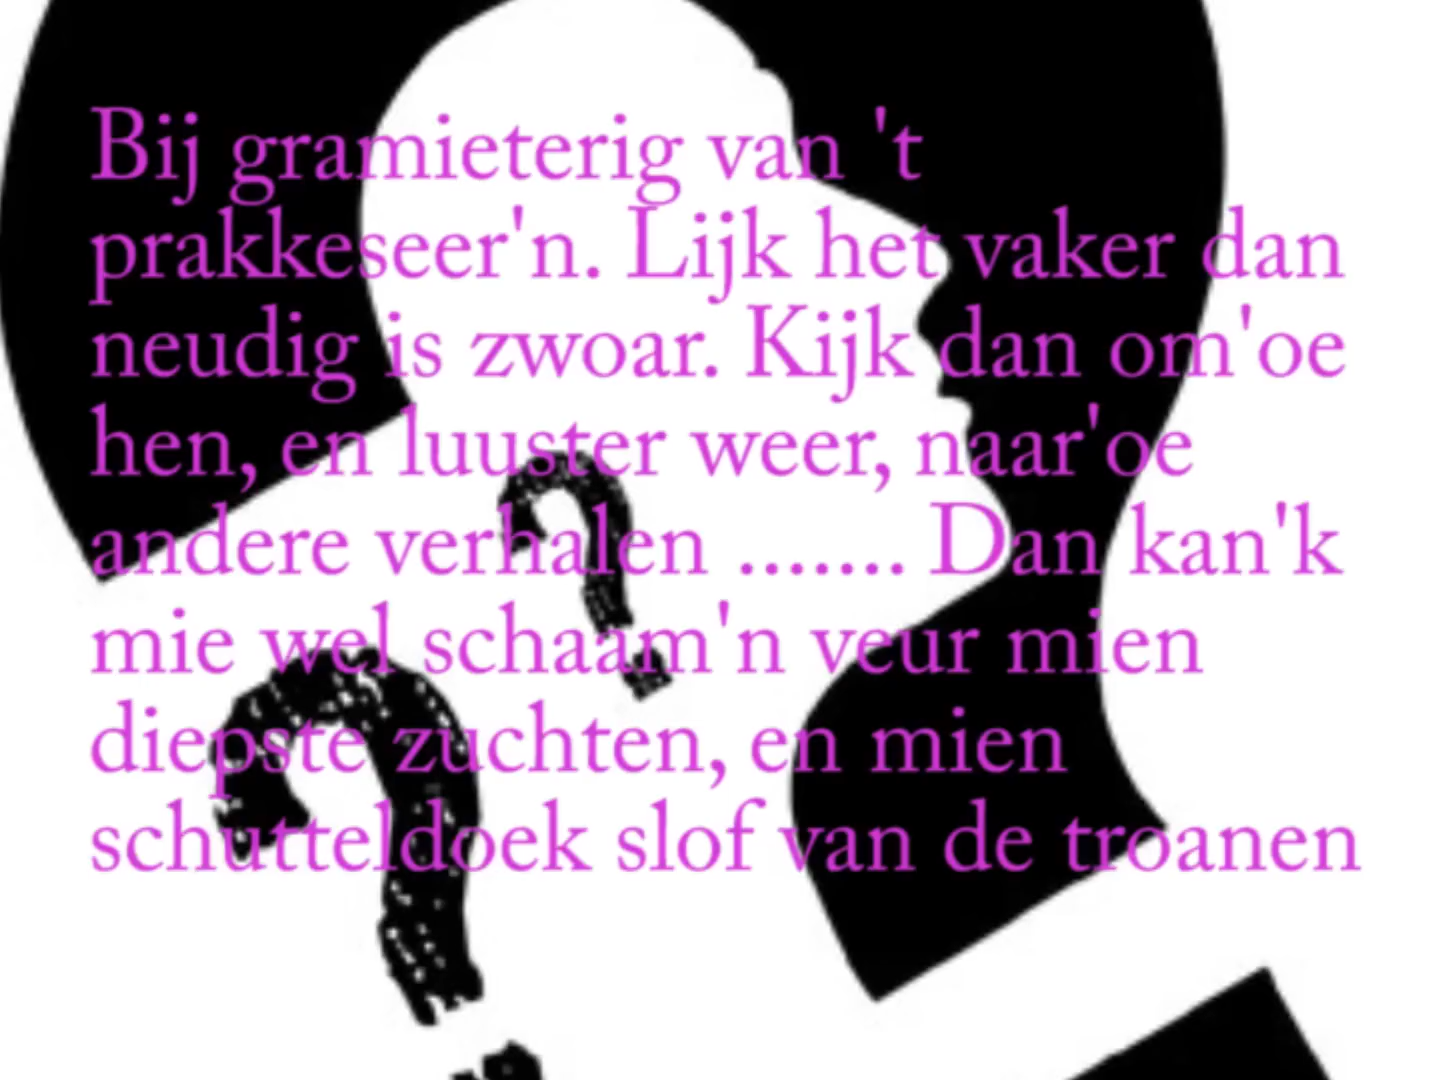 Bij gramieterig van 't
prakkeseer'n. Lijk het vaker dan
neudig is zwoar. Kijk dan om'oe
hen, en luuster weer, naar'oe
andere verhalen ....... Dan kan'k
mie wel schaam'n veur mien
diepste zuchten, en mien
schutteldoek slof van de troanen